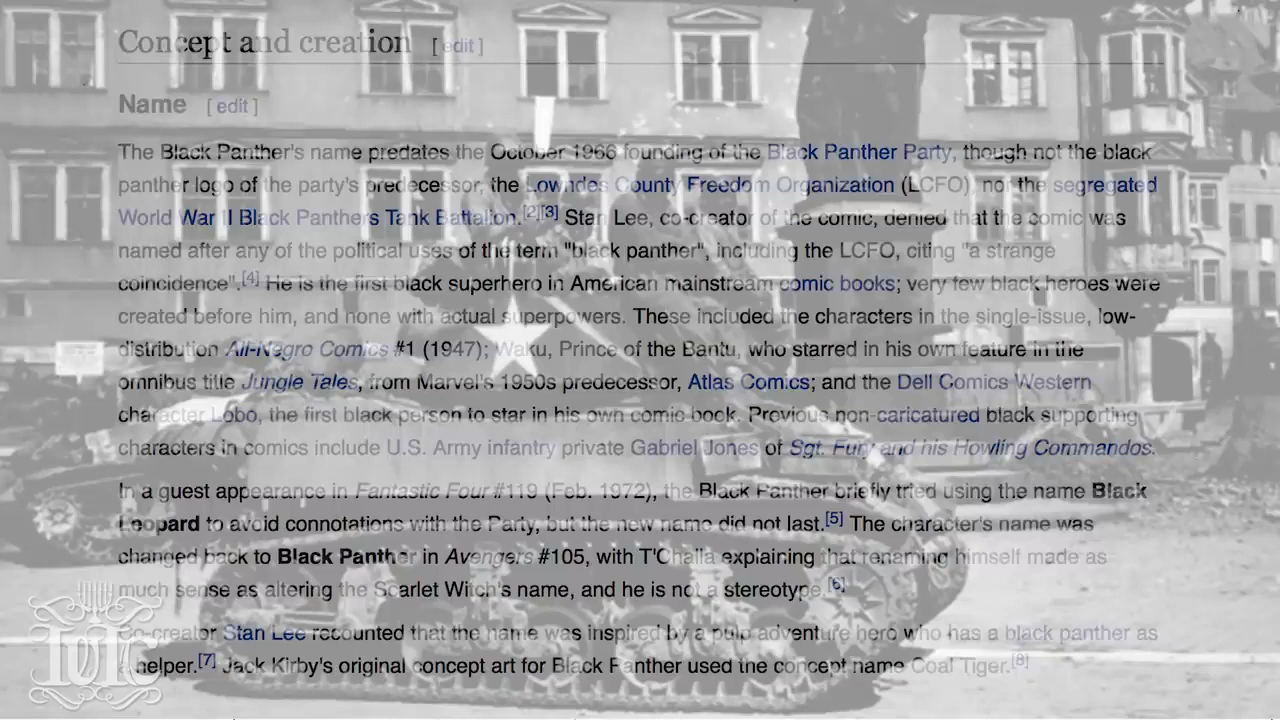 Concept and creation [ edit ]
Name [ edit ]
The Black Panther's name predates the October 1966 founding of the Black Panther Party, though not the black
panther logo of the party's predecessor, the Lowndes County Freedom Organization (LCFO), nor the segregated
World War II Black Panthers Tank Battalion.[2][3] Stan Lee, co-creator of the comic, denied that the comic was
named after any of the political uses of the term "black panther", including the LCFO, citing "a strange
coincidence".[4] He is the first black superhero in American mainstream comic books; very few black heroes were
created before him, and none with actual superpowers. These included the characters in the single-issue, low-
distribution All-Negro Comics #1 (1947); Waku, Prince of the Bantu, who starred in his own feature in the
omnibus title Jungle Tales, from Marvel's 1950s predecessor, Atlas Comics; and the Dell Comics Western
character Lobo, the first black person to star in his own comic book. Previous non-caricatured black supporting
characters in comics include U.S. Army infantry private Gabriel Jones of Sgt. Fury and his Howling Commandos.
In a guest appearance in Fantastic Four #119 (Feb. 1972), the Black Panther briefly tried using the name Black
Leopard to avoid connotations with the Party, but the new name did not last.[5] The character's name was
changed back to Black Panther in Avengers #105, with T'Challa explaining that renaming himself made as
much sense as altering the Scarlet Witch's name, and he is not a stereotype.[6]
Co-creator Stan Lee recounted that the name was inspired by a pulp adventure hero who has a black panther as
a helper.[7] Jack Kirby's original concept art for Black Panther used the concept name Coal Tiger.[8]